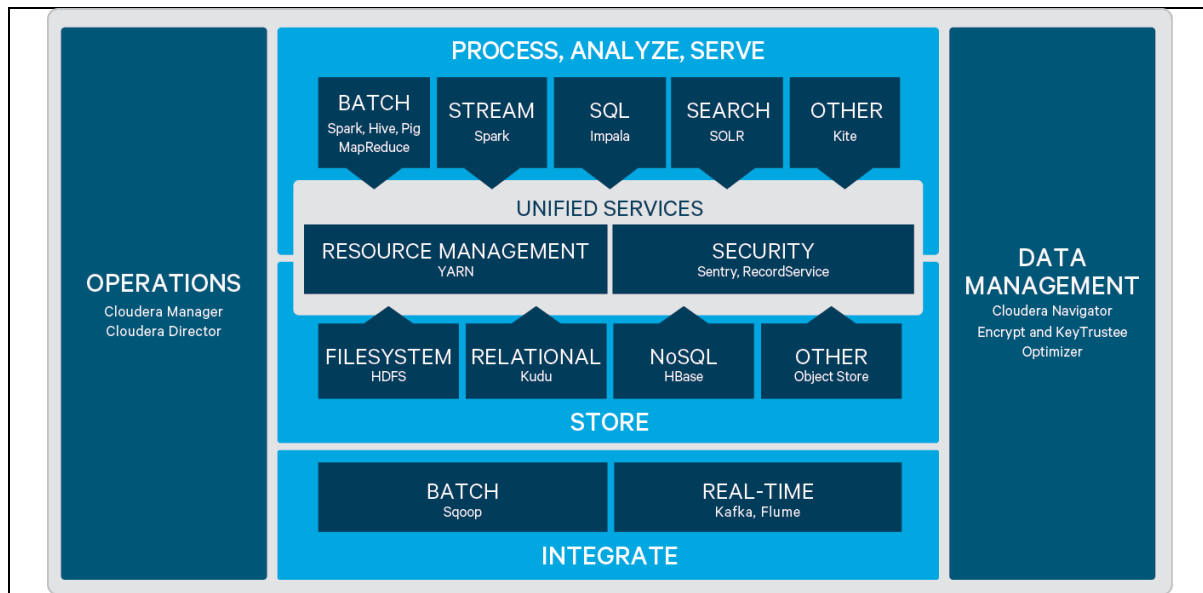 PROCESS, ANALYZE, SERVE
BATCH
Spark, Hive, Pig
MapReduce
STREAM
Spark
SQL
Impala
SEARCH
SOLR
OTHER
Kite
UNIFIED SERVICES
RESOURCE MANAGEMENT
YARN
SECURITY
Sentry, RecordService
OPERATIONS
Cloudera Manager
Cloudera Director
DATA
MANAGEMENT
Cloudera Navigator
Encrypt and KeyTrustee
Optimizer
FILESYSTEM
HDFS
RELATIONAL
Kudu
NoSQL
HBase
OTHER
Object Store
STORE
BATCH
Sqoop
REAL-TIME
Kafka, Flume
INTEGRATE